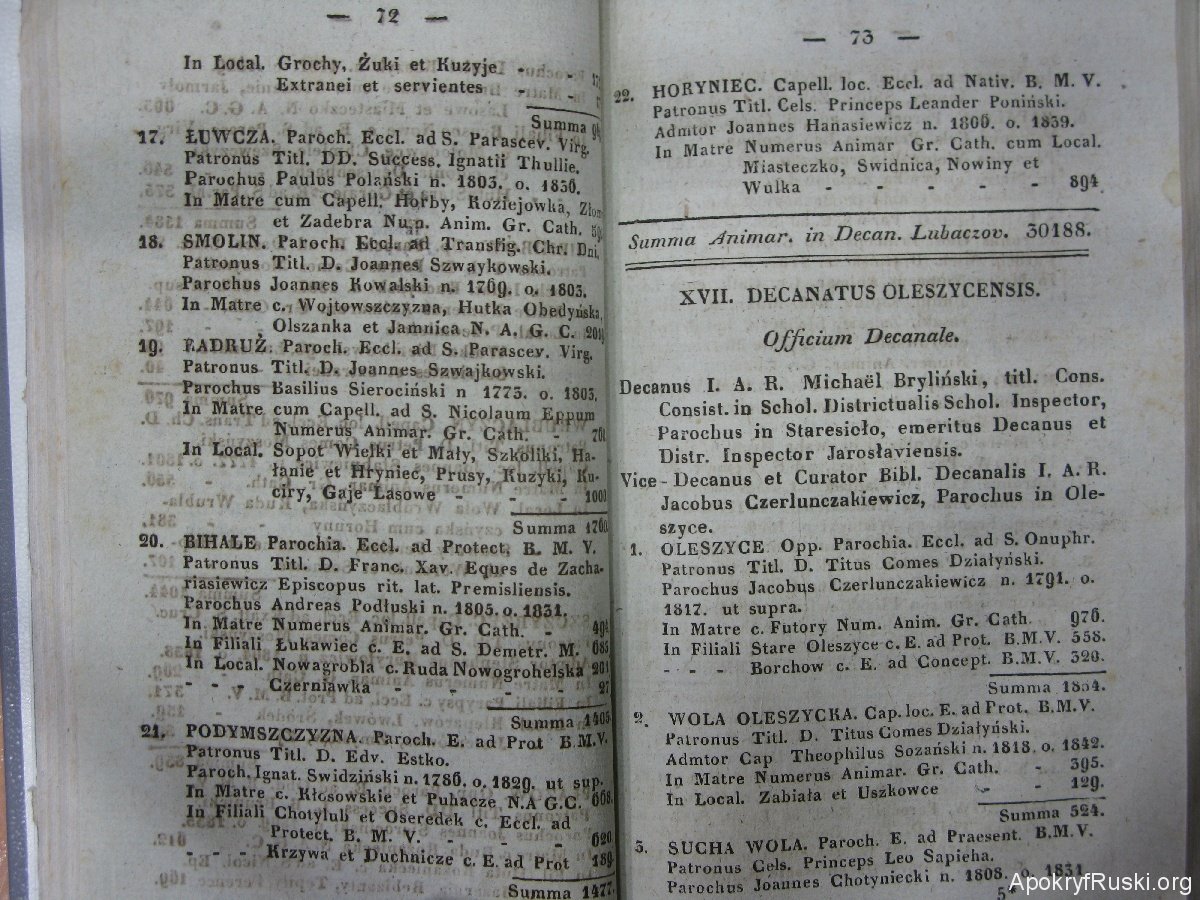 — 72 —
In Local. Grochy, Żuki et Kuzyje - -
Extranei et servientes - -
Summa
17. ŁUWCZA. Paroch. Eccl. ad S. Parascev. Virg.
Patronus Titl. DD. Success. Ignatii Thullie.
Parochus Paulus Polański n. 1803. o. 1830.
In Matre cum Capell. Horby, Roziejowka,
et Zadebra Num. Anim. Gr. Cath.
18. SMOLIN. Paroch. Eccl. ad Transfig. Chr. Dni.
Patronus Titl. D. Joannes Szwaykowski.
Parochus Joannes Kowalski n. 1769. o. 1803.
In Matre c. Wojtowszczyzna, Hutka Obedyńska,
Olszanka et Jamnica N. A. G. C.
19. RADRUŻ. Paroch. Eccl. ad S. Parascev. Virg.
Patronus Titl. D. Joannes Szwajkowski.
Parochus Basilius Sierociński n 1773. o. 1803.
In Matre cum Capell. ad S. Nicolaum Eppum
Numerus Animar. Gr. Cath. -
In Local. Sopot Wielki et Mały, Szkoliki, Ha-
łanie et Hryniec, Prusy, Kuzyki, Ku-
ciry, Gaje Lasowe - - 1000
Summa
20. BIHALE Parochia. Eccl. ad Protect. B. M. V.
Patronus Titl. D. Franc. Xav. Eques de Zacha-
riasiewicz Episcopus rit. lat. Premisliensis.
Parochus Andreas Podłuski n. 1805. o. 1831.
In Matre Numerus Animar. Gr. Cath. -
In Filiali Łukawiec c. E. ad S. Demetr. M. 685
In Local. Nowagrobla c. Ruda Nowogrohelska 201
- - - Czerniawka - - - - 27
Summa 1405.
21. PODYMSZCZYZNA. Paroch. E. ad Prot B.M.V.
Patronus Titl. D. Edv. Estko.
Paroch. Ignat. Swidziński n. 1786. o. 1829. ut sup.
In Matre c. Kłosowskie et Puhacze N.A G.C. 668.
In Filiali Chotylub et Oseredek c. Eccl. ad
Protect. B. M. V. - - - 620
- - - Krzywa et Duchnicze c. E. ad Prot 189
Summa 1477.
— 73 —
22. HORYNIEC. Capell. loc. Eccl. ad Nativ. B. M. V.
Patronus Titl. Cels. Princeps Leander Poniński.
Admtor Joannes Hanasiewicz n. 1806. o. 1839.
In Matre Numerus Animar Gr. Cath. cum Local.
Miasteczko, Swidnica, Nowiny et
Wulka - - - - - 894
Summa Animar. in Decan. Lubaczov. 30188.
XVII. DECANATUS OLESZYCENSIS.
Officium Decanale.
Decanus I. A. R. Michaël Bryliński, titl. Cons.
Consist. in Schol. Districtualis Schol. Inspector,
Parochus in Staresioło, emeritus Decanus et
Distr. Inspector Jarosłaviensis.
Vice-Decanus et Curator Bibl. Decanalis I. A. R.
Jacobus Czerlunczakiewicz, Parochus in Ole-
szyce.
1. OLESZYCE Opp. Parochia. Eccl. ad S. Onuphr.
Patronus Titl. D. Titus Comes Działyński.
Parochus Jacobus Czerlunczakiewicz n. 1791. o.
1817. ut supra.
In Matre c. Futory Num. Anim. Gr. Cath. 976.
In Filiali Stare Oleszyce c. E. ad Prot. B.M.V. 558.
- - - Borchow c. E. ad Concept. B.M.V. 320.
Summa 1854.
2. WOLA OLESZYCKA. Cap. loc. E. ad Prot. B.M.V.
Patronus Titl. D. Titus Comes Działyński.
Admtor Cap Theophilus Sozański n. 1818. o. 1842.
In Matre Numerus Animar. Gr. Cath. - 395.
In Local. Zabiała et Uszkowce - - 129.
Summa 524.
3. SUCHA WOLA. Paroch. E. ad Praesent. B.M.V.
Patronus Cels. Princeps Leo Sapieha.
Parochus Joannes Chotyniecki n. 1808. o. 1831
5*
ApokryfRuski.org